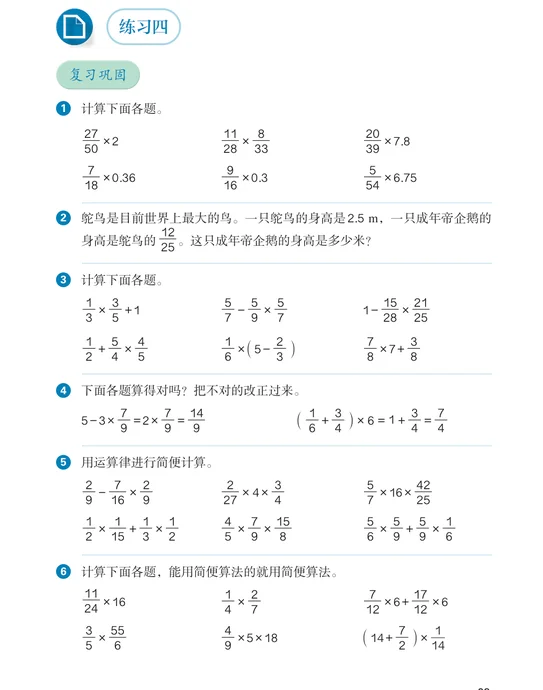 练习四
复习巩固
1 计算下面各题。
27/50×2 11/28×8/33 20/39×7.8
7/18×0.36 9/16×0.3 5/54×6.75
2 鸵鸟是目前世界上最大的鸟。一只鸵鸟的身高是2.5 m，一只成年帝企鹅的
身高是鸵鸟的12/25。这只成年帝企鹅的身高是多少米？
3 计算下面各题。
1/3×3/5+1 5/7−5/9×5/7 1−15/28×21/25
1/2+5/4×4/5 1/6×(5−2/3) 7/8×7+3/8
4 下面各题算得对吗？把不对的改正过来。
5−3×7/9=2×7/9=14/9 (1/6+3/4)×6=1+3/4=7/4
5 用运算律进行简便计算。
2/9−7/16×2/9 2/27×4×3/4 5/7×16×42/25
1/2×1/15+1/3×1/2 4/5×7/9×15/8 5/6×5/9+5/9×1/6
6 计算下面各题，能用简便算法的就用简便算法。
11/24×16 1/4×2/7 7/12×6+17/12×6
3/5×55/6 4/9×5×18 (14+7/2)×1/14